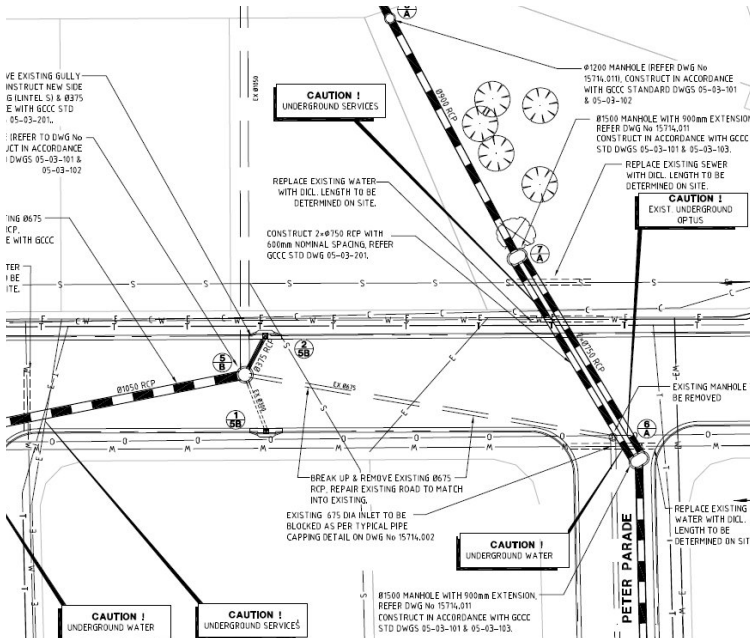 A
VE EXISTING GULLY
ONSTRUCT NEW SIDE
G (LINTEL S) & Ø375
E WITH GCCC STD
05-03-201..
(REFER TO DWG No
UCT IN ACCORDANCE
DWGS 05-03-101 &
05-03-102
TING Ø675
RCP.
E WITH GCCC
TER
O BE
ITE.
EX Ø1050
CAUTION !
UNDERGROUND SERVICES
Ø900 RCP
Ø1200 MANHOLE (REFER DWG No
15714.011), CONSTRUCT IN ACCORDANCE
WITH GCCC STANDARD DWGS 05-03-101
& 05-03-102
Ø1500 MANHOLE WITH 900mm EXTENSION
REFER DWG No 15714.011
CONSTRUCT IN ACCORDANCE WITH GCCC
STD DWGS 05-03-101 & 05-03-103.
REPLACE EXISTING SEWER
WITH DICL. LENGTH TO BE
DETERMINED ON SITE.
CAUTION !
EXIST. UNDERGROUND
OPTUS
REPLACE EXISTING WATER
WITH DICL. LENGTH TO BE
DETERMINED ON SITE.
CONSTRUCT 2xØ750 RCP WITH
600mm NOMINAL SPACING, REFER
GCCC STD DWG 05-03-201,
7
A
2xØ750 RCP
5
B
2
5B
Ø375 RCP
Ø1050 RCP
EX Ø675
1
5B
EXISTING MANHOLE
BE REMOVED
6
A
BREAK UP & REMOVE EXISTING Ø675
RCP, REPAIR EXISTING ROAD TO MATCH
INTO EXISTING.
EXISTING 675 DIA INLET TO BE
BLOCKED AS PER TYPICAL PIPE
CAPPING DETAIL ON DWG No 15714.002
CAUTION !
UNDERGROUND WATER
PETER PARADE
REPLACE EXISTING
WATER WITH DICL.
LENGTH TO BE
DETERMINED ON SIT
CAUTION !
UNDERGROUND WATER
CAUTION !
UNDERGROUND SERVICES
Ø1500 MANHOLE WITH 900mm EXTENSION,
REFER DWG No 15714.011
CONSTRUCT IN ACCORDANCE WITH GCCC
STD DWGS 05-03-101 & 05-03-103.